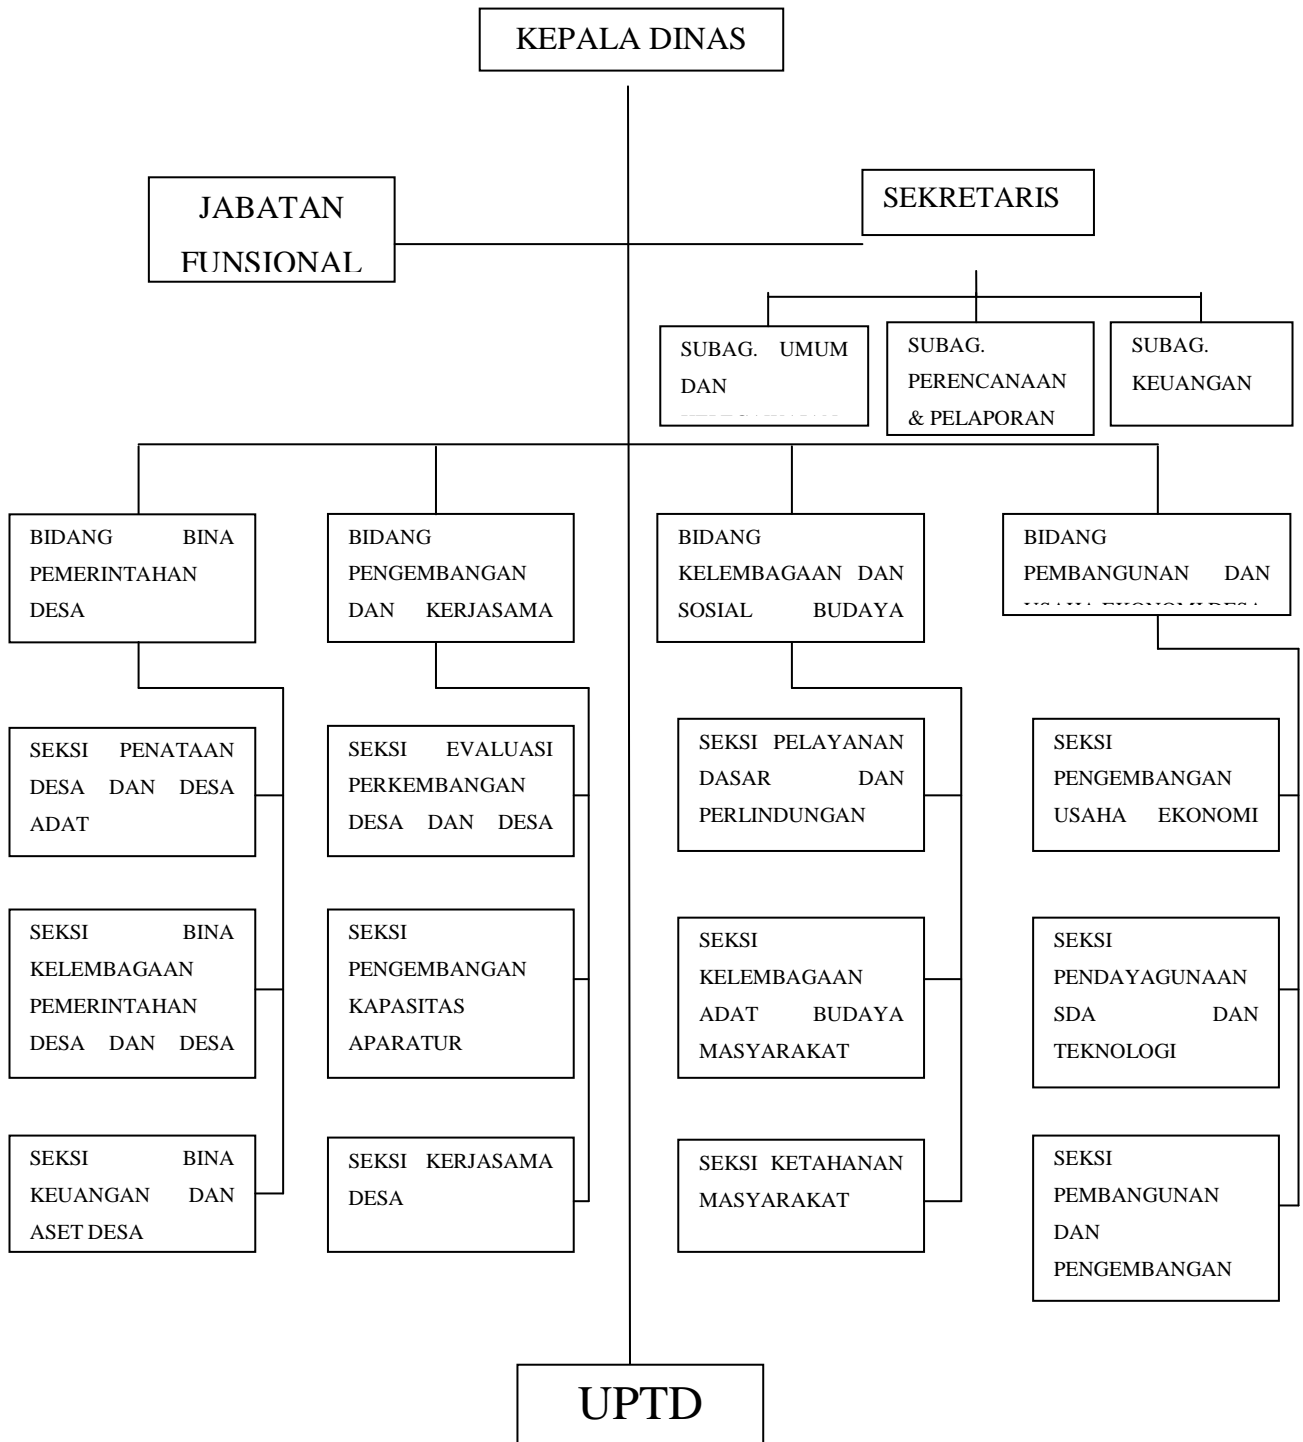 KEPALA DINAS
JABATAN
FUNSIONAL
SEKRETARIS
SUBAG. UMUM
DAN
SUBAG.
PERENCANAAN
& PELAPORAN
SUBAG.
KEUANGAN
BIDANG BINA
PEMERINTAHAN
DESA
BIDANG
PENGEMBANGAN
DAN KERJASAMA
BIDANG
KELEMBAGAAN DAN
SOSIAL BUDAYA
BIDANG
PEMBANGUNAN DAN
USAHA EKONOMI DESA
SEKSI PENATAAN
DESA DAN DESA
ADAT
SEKSI EVALUASI
PERKEMBANGAN
DESA DAN DESA
SEKSI PELAYANAN
DASAR DAN
PERLINDUNGAN
SEKSI
PENGEMBANGAN
USAHA EKONOMI
SEKSI BINA
KELEMBAGAAN
PEMERINTAHAN
DESA DAN DESA
SEKSI
PENGEMBANGAN
KAPASITAS
APARATUR
SEKSI
KELEMBAGAAN
ADAT BUDAYA
MASYARAKAT
SEKSI
PENDAYAGUNAAN
SDA DAN
TEKNOLOGI
SEKSI BINA
KEUANGAN DAN
ASET DESA
SEKSI KERJASAMA
DESA
SEKSI KETAHANAN
MASYARAKAT
SEKSI
PEMBANGUNAN
DAN
PENGEMBANGAN
UPTD